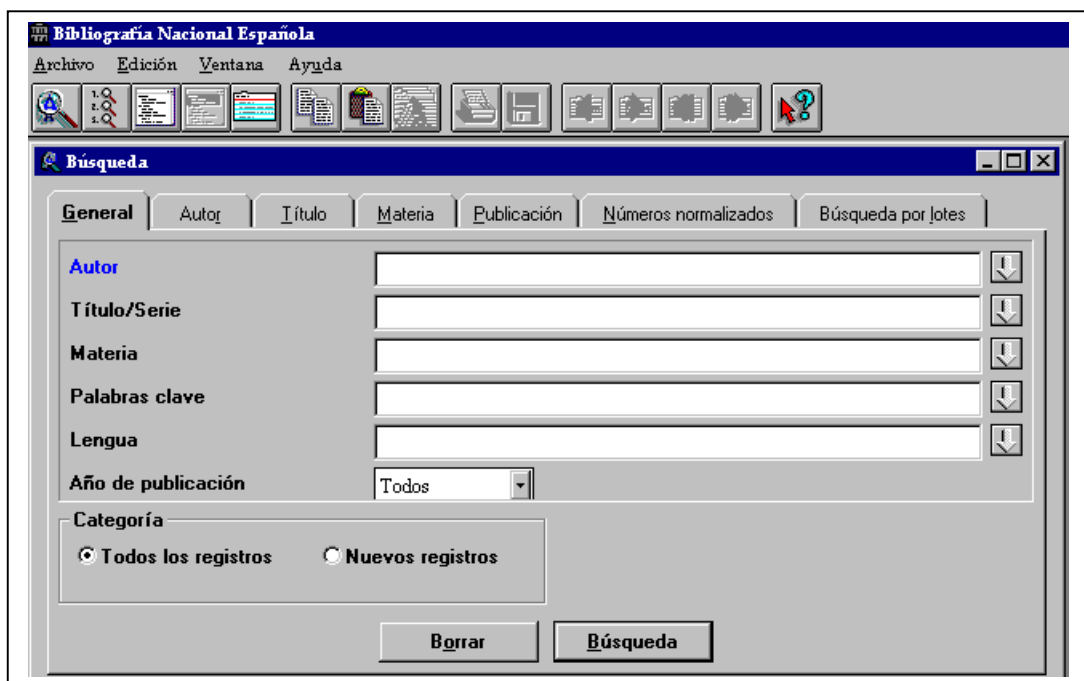 Bibliografía Nacional Española
Archivo Edición Ventana Ayuda
Búsqueda
General Autor Título Materia Publicación Números normalizados Búsqueda por lotes
Autor
Título/Serie
Materia
Palabras clave
Lengua
Año de publicación Todos
Categoría
Todos los registros Nuevos registros
Borrar Búsqueda